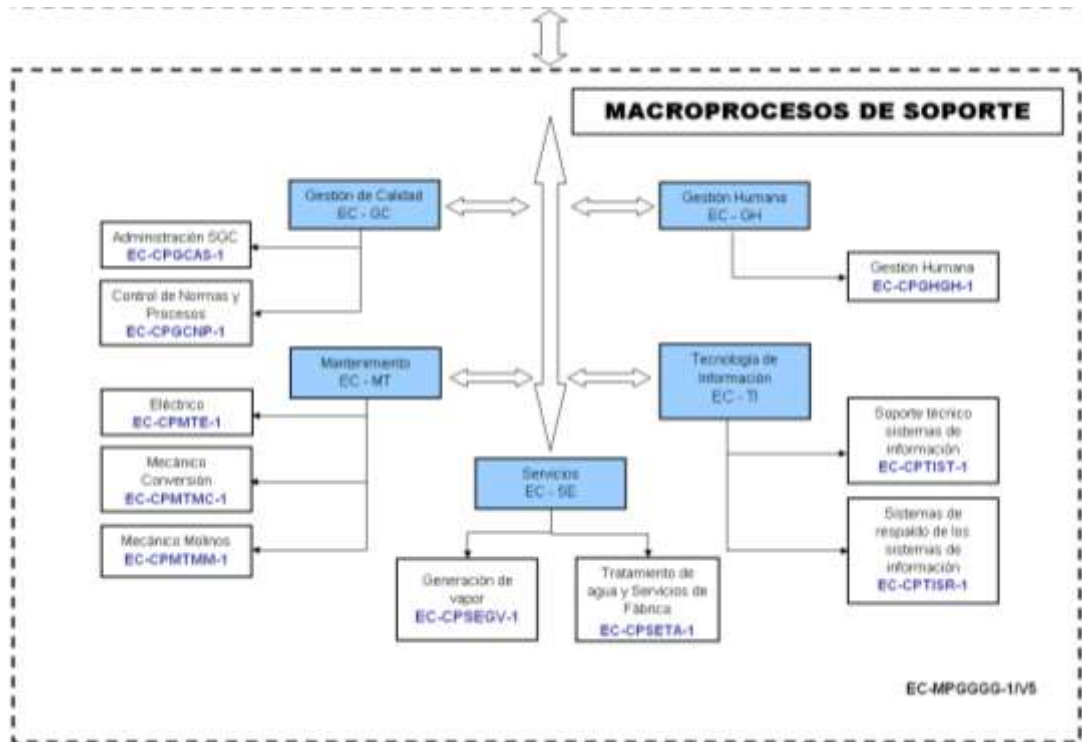 MACROPROCESOS DE SOPORTE
Gestión de Calidad
EC - GC
Gestión Humana
EC - GH
Administración SGC
EC-CPGCAS-1
Gestión Humana
EC-CPGHGH-1
Control de Normas y
Procesos
EC-CPGCNP-1
Mantenimiento
EC - MT
Tecnología de
Información
EC - TI
Eléctrico
EC-CPMTE-1
Mecánico
Conversión
EC-CPMTMC-1
Mecánico Molinos
EC-CPMTMM-1
Soporte técnico
sistemas de
información
EC-CPTIST-1
Servicios
EC - SE
Sistemas de
respaldo de los
sistemas de
información
EC-CPTISR-1
Generación de
vapor
EC-CPSEGV-1
Tratamiento de
agua y Servicios de
Fábrica
EC-CPSETA-1
EC-MPGGGG-1/V5